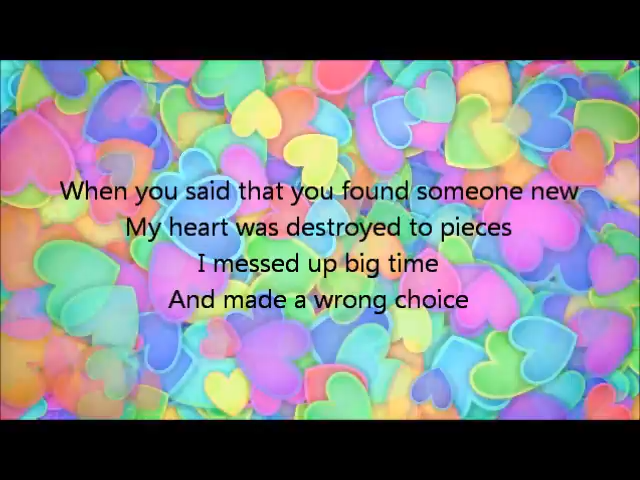 When you said that you found someone new
My heart was destroyed to pieces
I messed up big time
And made a wrong choice